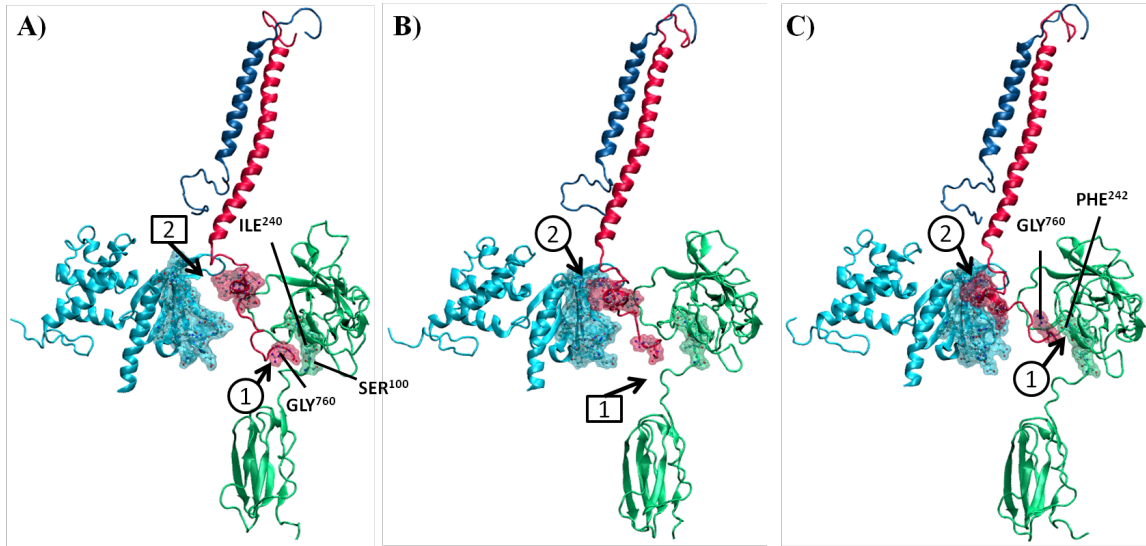 A)
2
ILE²⁴⁰
SER¹⁰⁰
1
GLY⁷⁶⁰
B)
2
1
C)
PHE²⁴²
GLY⁷⁶⁰
2
1